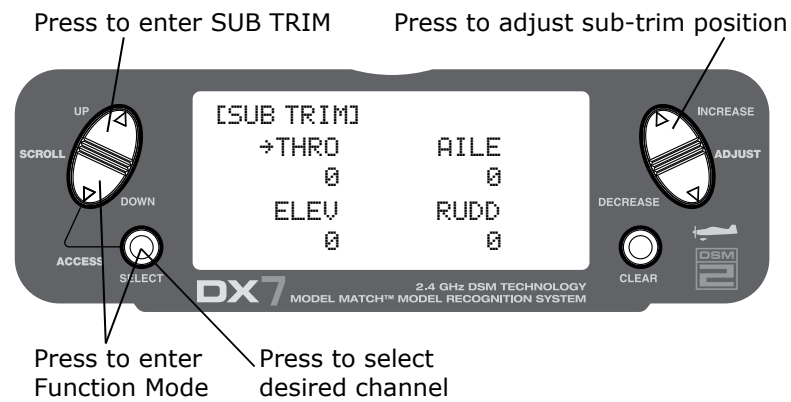 Press to enter SUB TRIM
Press to adjust sub-trim position
UP
SCROLL
DOWN
ACCESS
SELECT
[SUB TRIM]
→THRO AILE
0 0
ELEV RUDD
0 0
DX7
2.4 GHz DSM TECHNOLOGY
MODEL MATCH™ MODEL RECOGNITION SYSTEM
INCREASE
ADJUST
DECREASE
CLEAR
DSM
2
Press to enter
Function Mode
Press to select
desired channel